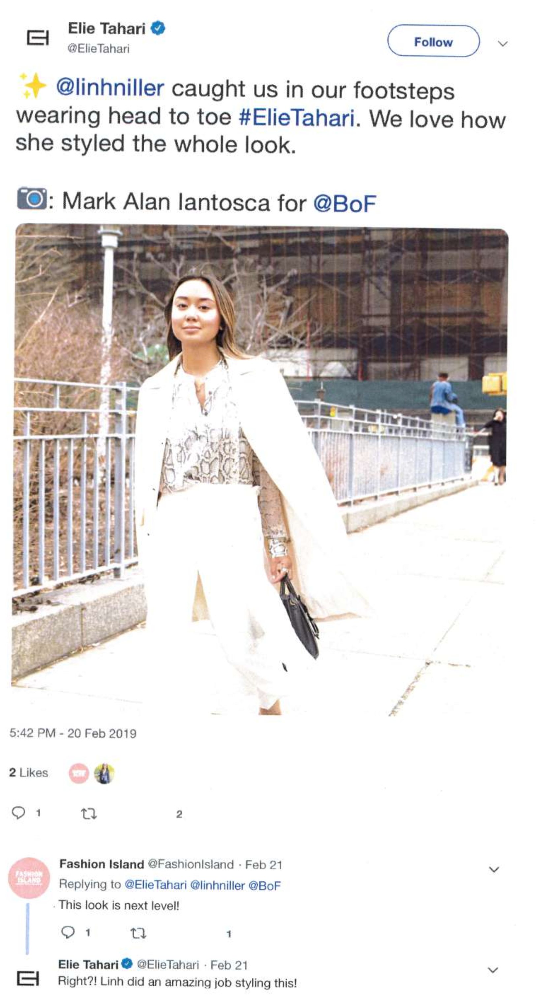 Elie Tahari
@ElieTahari
Follow
@linhniller caught us in our footsteps
wearing head to toe #ElieTahari. We love how
she styled the whole look.
: Mark Alan Iantosca for @BoF
5:42 PM - 20 Feb 2019
2 Likes
1 2
Fashion Island @FashionIsland · Feb 21
FASHION
ISLAND
Replying to @ElieTahari @linhniller @BoF
This look is next level!
1 1
Elie Tahari @ElieTahari · Feb 21
Right?! Linh did an amazing job styling this!